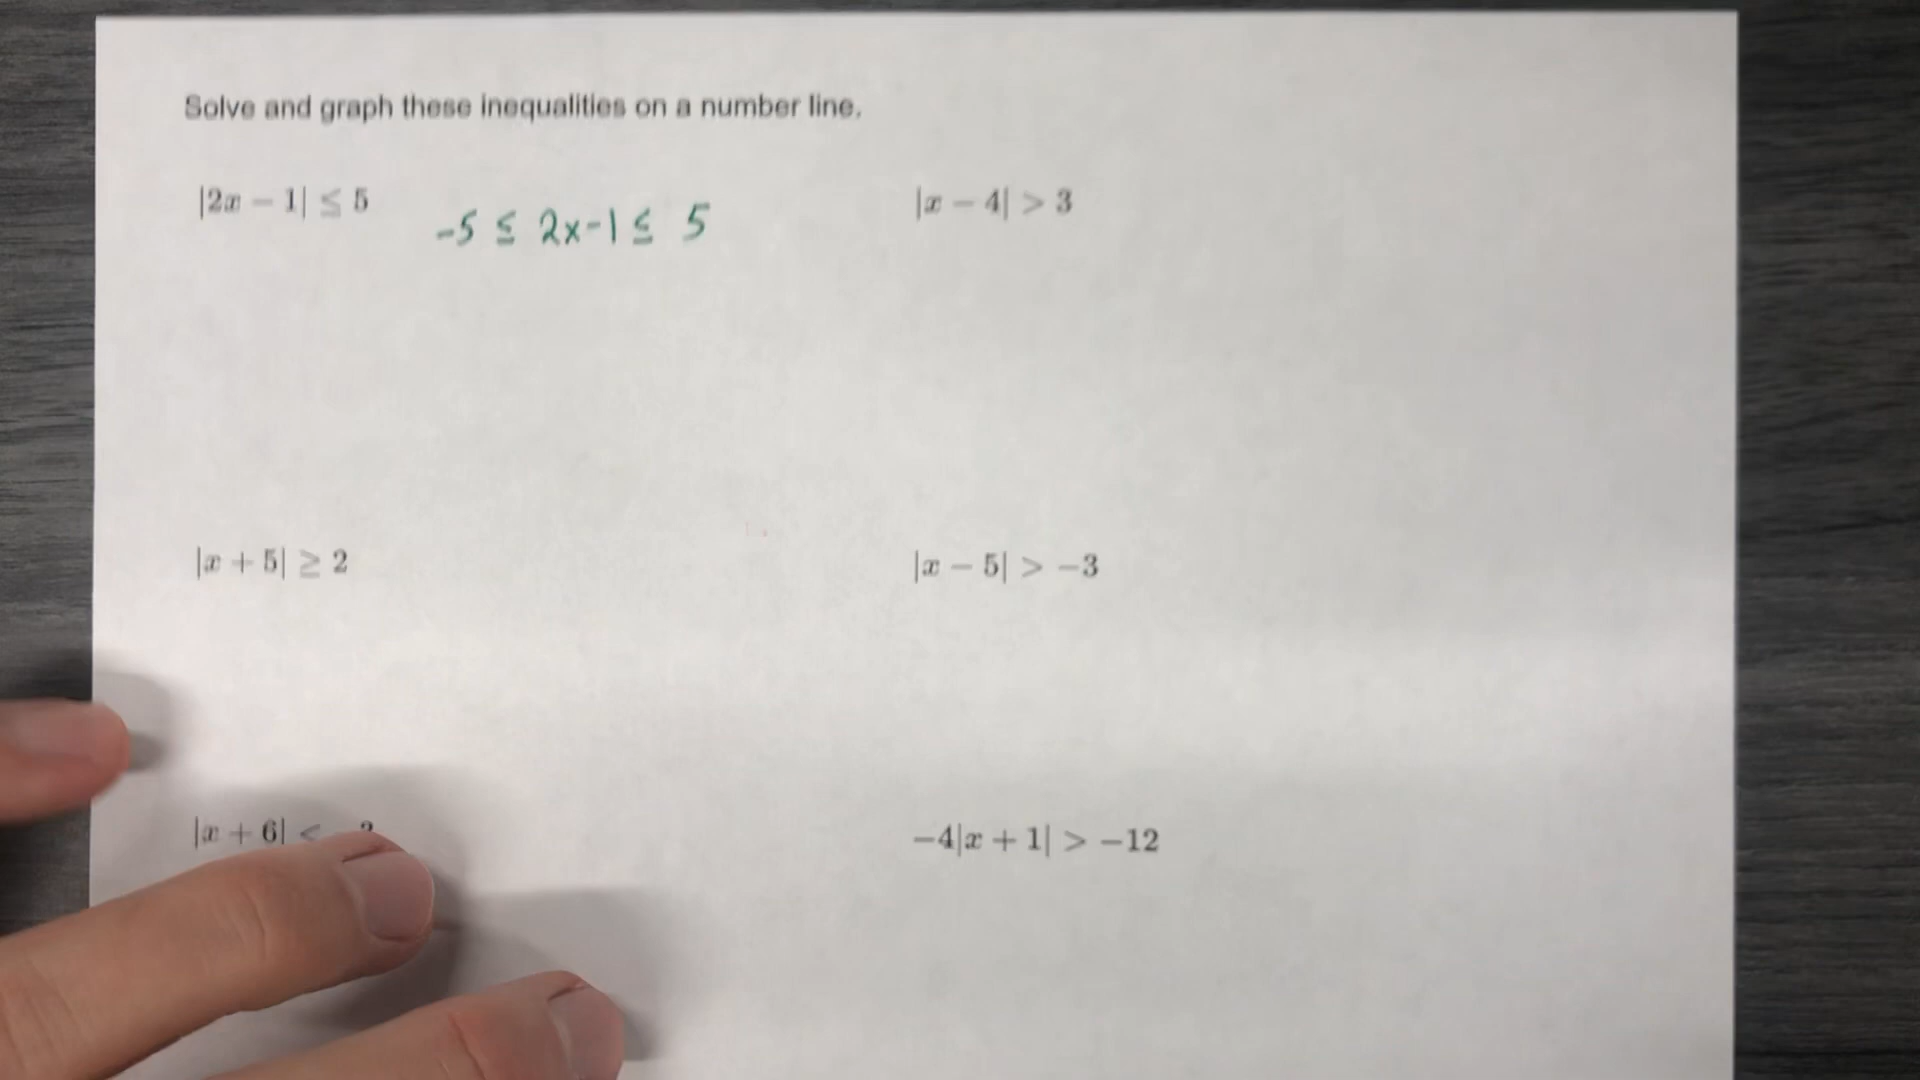 Solve and graph these inequalities on a number line.
|2x − 1| ≤ 5
-5 ≤ 2x-1 ≤ 5
|x − 4| > 3
|x + 5| ≥ 2
|x − 5| > −3
|x + 6| <
−4|x + 1| > −12